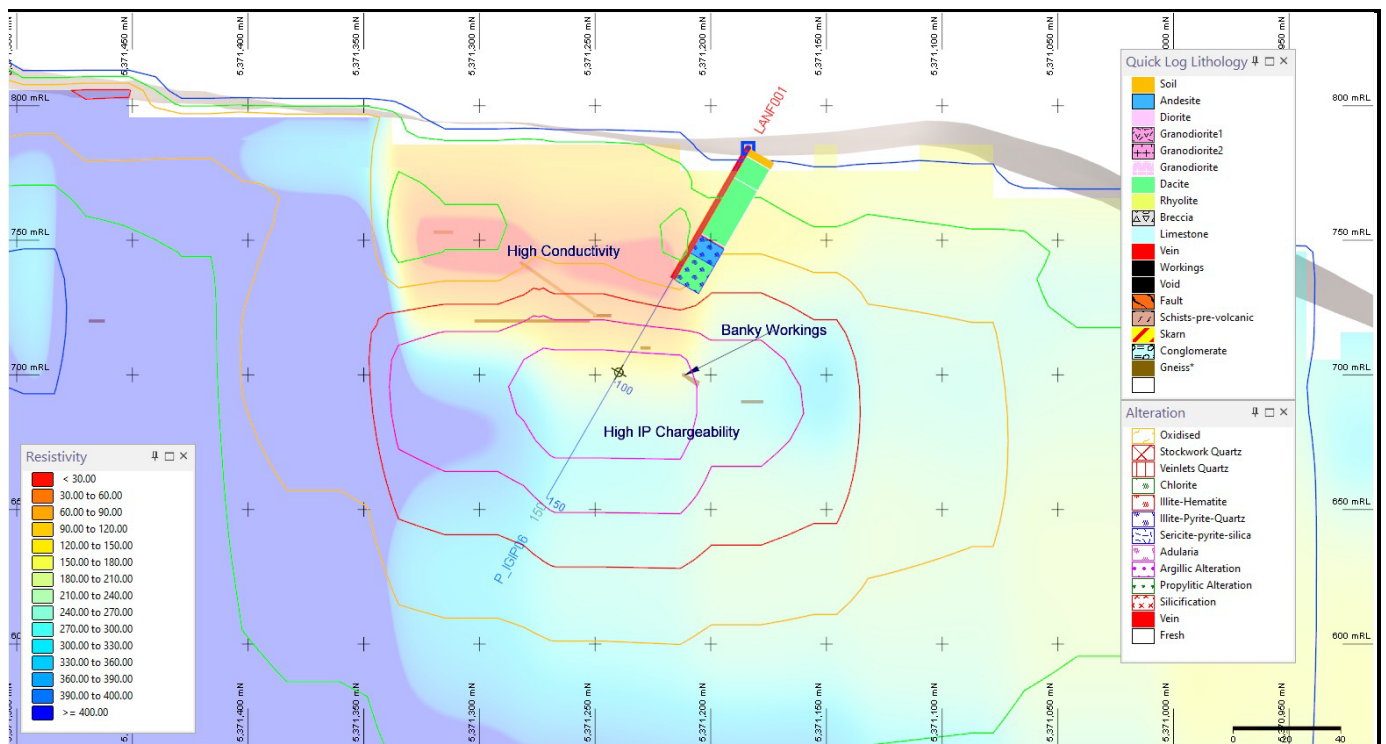 5,371,450 mN
5,371,400 mN
5,371,350 mN
5,371,300 mN
5,371,250 mN
5,371,200 mN
5,371,150 mN
5,371,100 mN
5,371,050 mN
800 mRL
800 mRL
LANF001
750 mRL
750 mRL
High Conductivity
Banky Workings
700 mRL
700 mRL
-100
High IP Chargeability
-150
150
P_IGIP06
650 mRL
600 mRL
5,371,400 mN
5,371,350 mN
5,371,300 mN
5,371,250 mN
5,371,200 mN
5,371,150 mN
5,371,100 mN
5,371,050 mN
5,371,000 mN
5,370,950 mN
0
40
Quick Log Lithology
Soil
Andesite
Diorite
Granodiorite1
Granodiorite2
Granodiorite
Dacite
Rhyolite
Breccia
Limestone
Vein
Workings
Void
Fault
Schists-pre-volcanic
Skarn
Conglomerate
Gneiss*
Alteration
Oxidised
Stockwork Quartz
Veinlets Quartz
Chlorite
Illite-Hematite
Illite-Pyrite-Quartz
Sericite-pyrite-silica
Adularia
Argillic Alteration
Propylitic Alteration
Silicification
Vein
Fresh
Resistivity
< 30.00
30.00 to 60.00
60.00 to 90.00
90.00 to 120.00
120.00 to 150.00
150.00 to 180.00
180.00 to 210.00
210.00 to 240.00
240.00 to 270.00
270.00 to 300.00
300.00 to 330.00
330.00 to 360.00
360.00 to 390.00
390.00 to 400.00
>= 400.00